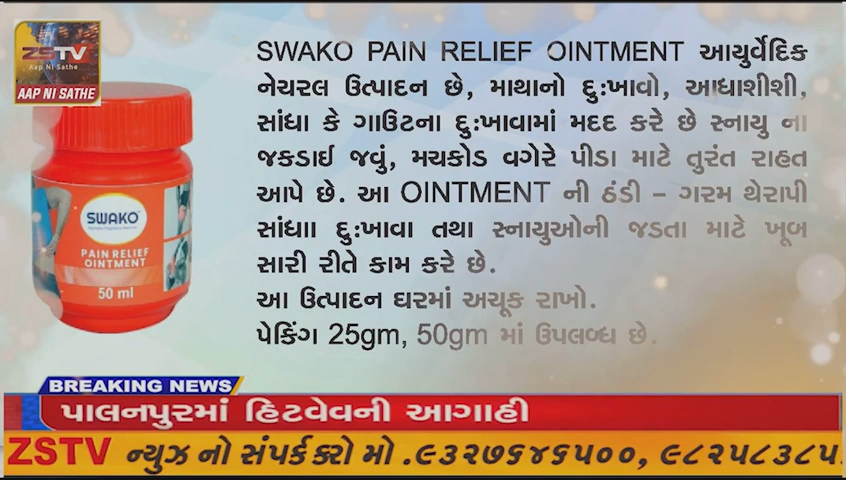 ZSTV
Aap Ni Sathe
AAP NI SATHE
SWAKO PAIN RELIEF OINTMENT આયુર્વેદિક
નેચરલ ઉત્પાદન છે, માથાનો દુઃખાવો, આધાશીશી,
સાંધા કે ગાઉટના દુઃખાવામાં મદદ કરે છે સ્નાયુ ના
જકડાઈ જવું, મચકોડ વગેરે પીડા માટે તુરંત રાહત
આપે છે. આ OINTMENT ની ઠંડી – ગરમ થેરાપી
સાંધાા દુઃખાવા તથા સ્નાયુઓની જડતા માટે ખૂબ
સારી રીતે કામ કરે છે.
આ ઉત્પાદન ઘરમાં અચૂક રાખો.
પેકિંગ 25gm, 50gm માં ઉપલબ્ધ છે.
SWAKO
PAIN RELIEF
OINTMENT
50 ml
BREAKING NEWS
પાલનપુરમાં હિટવેવની આગાહી
ZSTV ન્યુઝ નો સંપર્ક કરો મો .૯૩૨૭૬૪૬૫૦૦, ૯૮૨૫૮૩૮૫